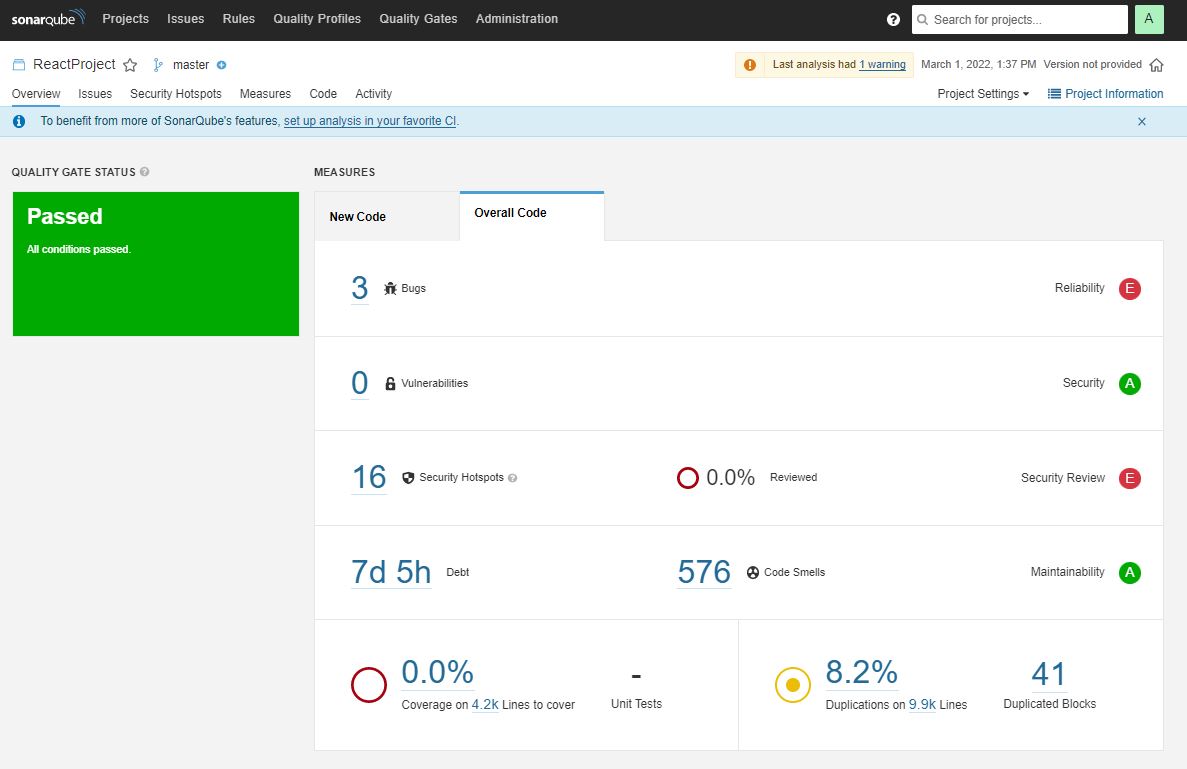 sonarqube Projects Issues Rules Quality Profiles Quality Gates Administration ? Search for projects... A
ReactProject master Last analysis had 1 warning March 1, 2022, 1:37 PM Version not provided
Overview Issues Security Hotspots Measures Code Activity Project Settings Project Information
To benefit from more of SonarQube's features, set up analysis in your favorite CI.
QUALITY GATE STATUS ?
Passed
All conditions passed.
MEASURES
New Code Overall Code
3 Bugs Reliability E
0 Vulnerabilities Security A
16 Security Hotspots ? 0.0% Reviewed Security Review E
7d 5h Debt 576 Code Smells Maintainability A
0.0% - 8.2% 41
Coverage on 4.2k Lines to cover Unit Tests Duplications on 9.9k Lines Duplicated Blocks